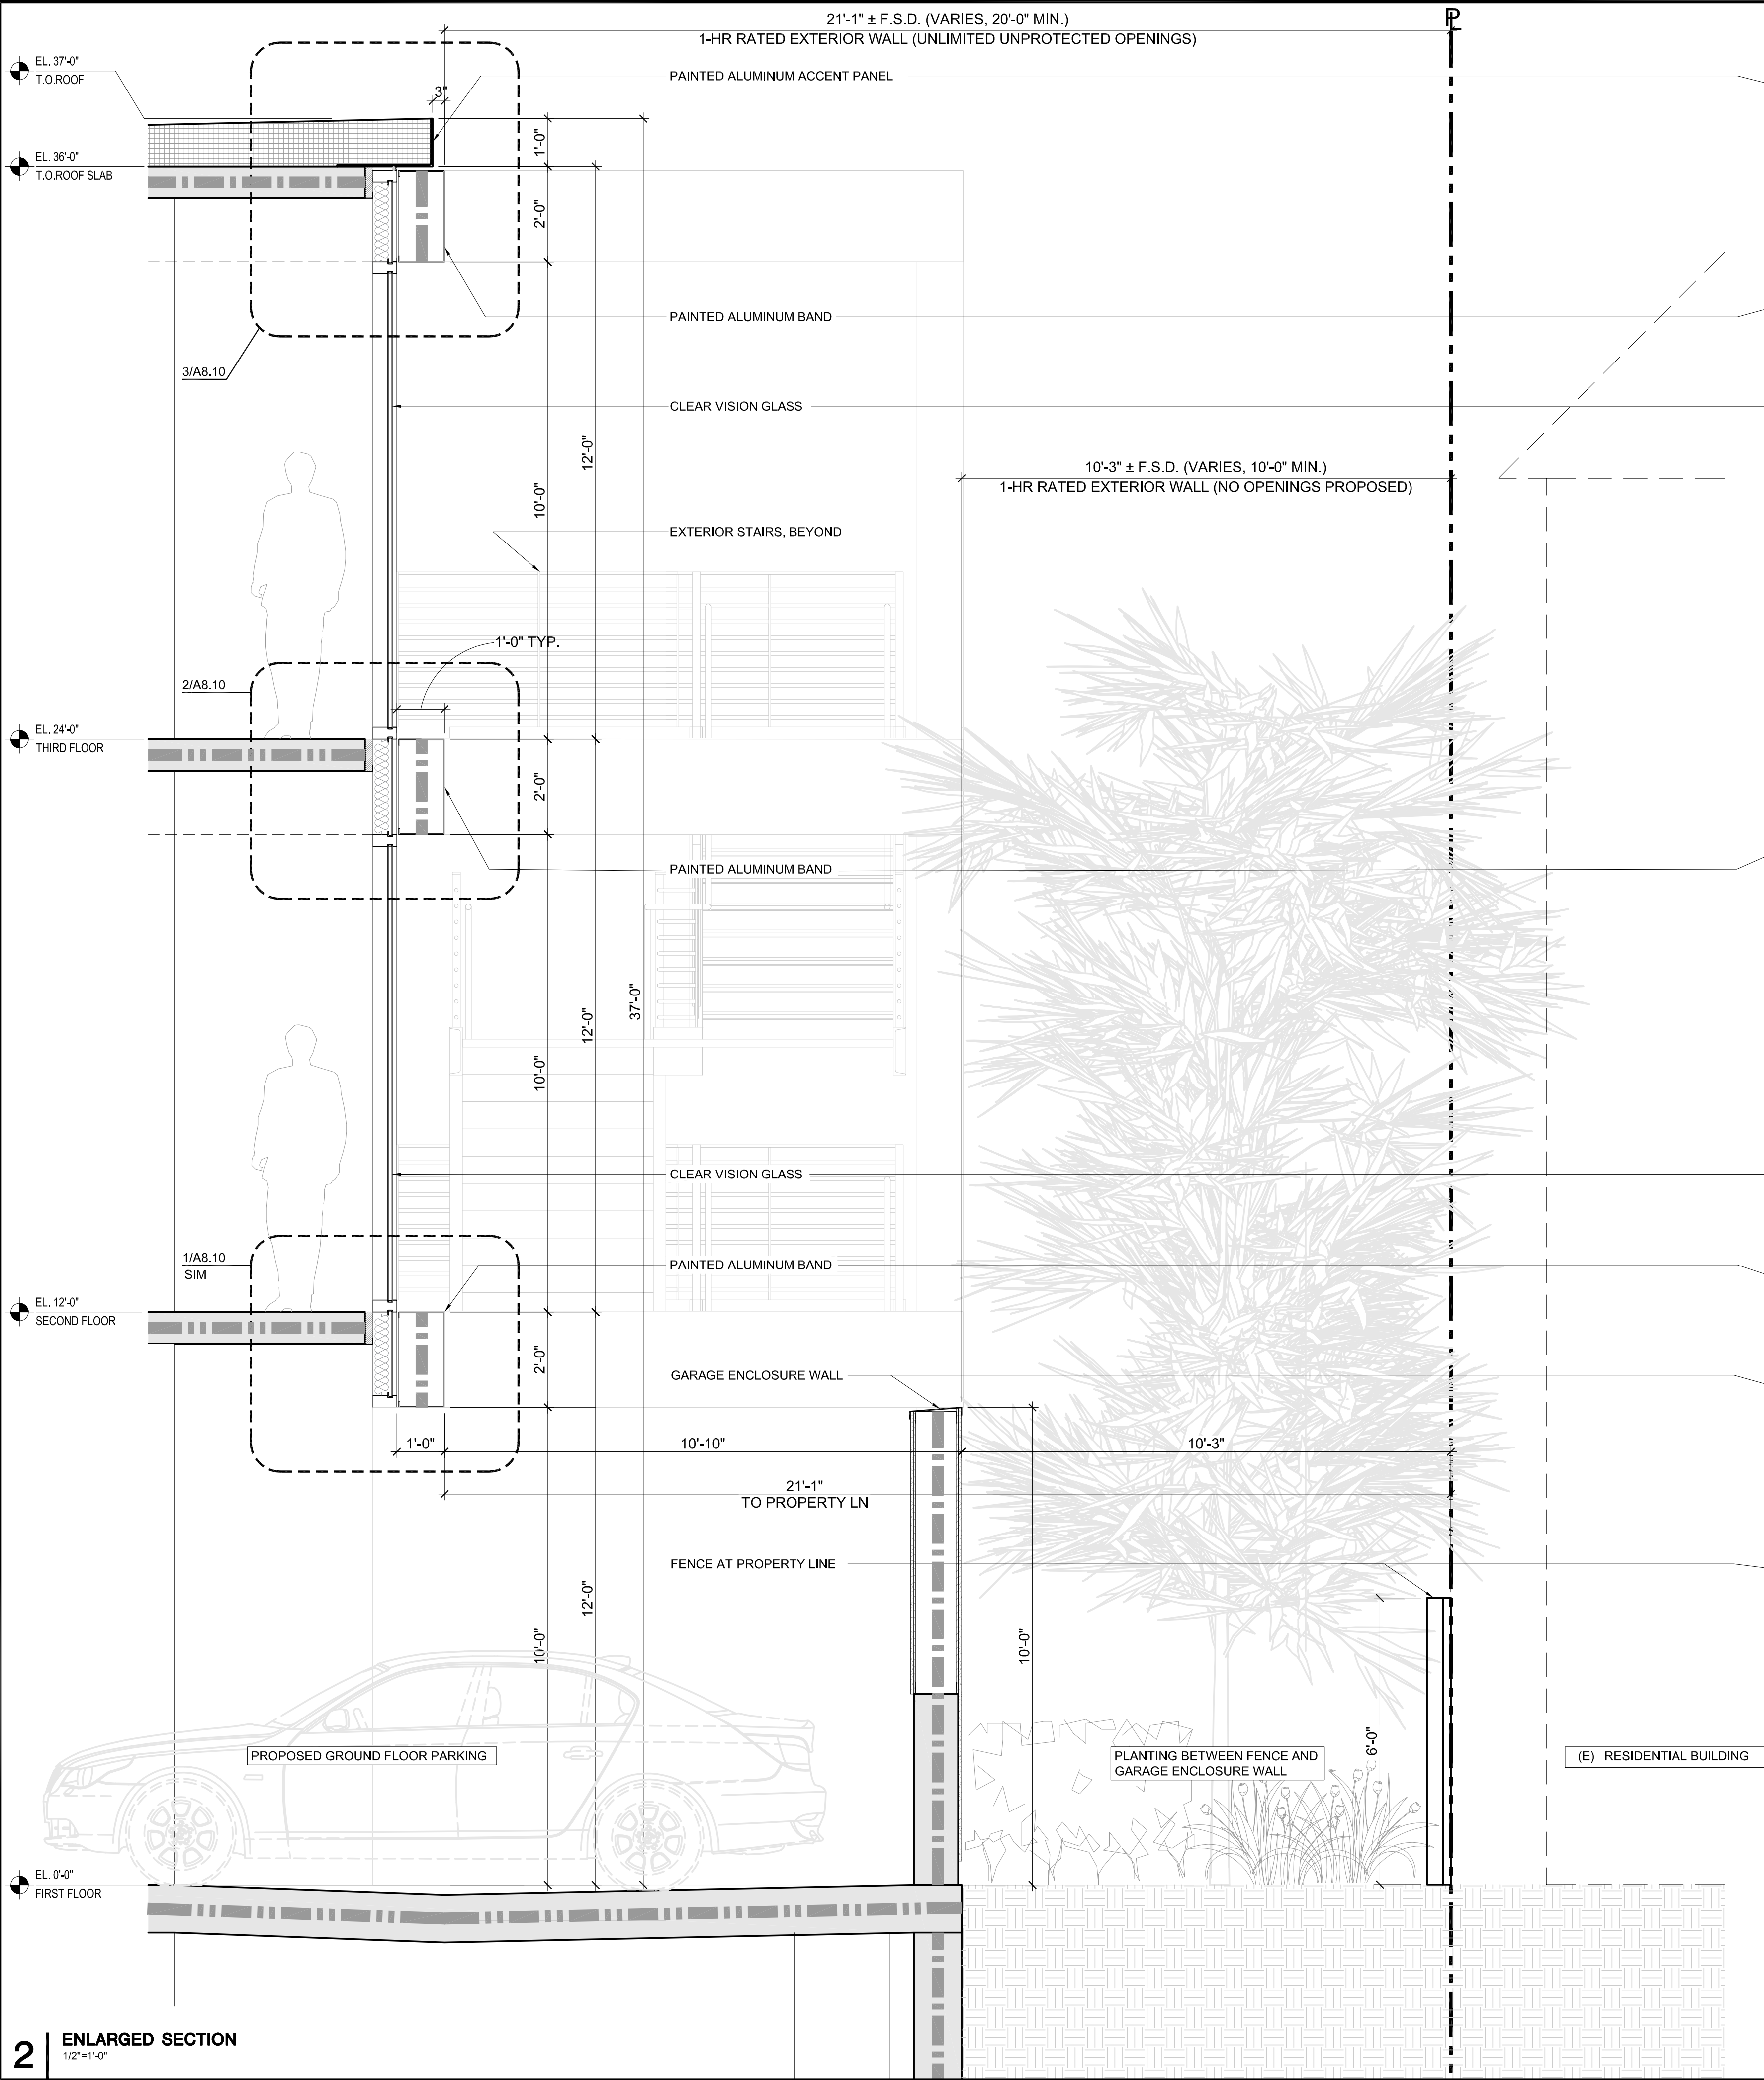 21'-1" ± F.S.D. (VARIES, 20'-0" MIN.)
1-HR RATED EXTERIOR WALL (UNLIMITED UNPROTECTED OPENINGS)
PL
EL. 37'-0"
T.O.ROOF
PAINTED ALUMINUM ACCENT PANEL
3"
1'-0"
EL. 36'-0"
T.O.ROOF SLAB
2'-0"
PAINTED ALUMINUM BAND
3/A8.10
CLEAR VISION GLASS
12'-0"
10'-3" ± F.S.D. (VARIES, 10'-0" MIN.)
1-HR RATED EXTERIOR WALL (NO OPENINGS PROPOSED)
10'-0"
EXTERIOR STAIRS, BEYOND
1'-0" TYP.
2/A8.10
EL. 24'-0"
THIRD FLOOR
2'-0"
PAINTED ALUMINUM BAND
37'-0"
12'-0"
10'-0"
CLEAR VISION GLASS
1/A8.10
SIM
PAINTED ALUMINUM BAND
EL. 12'-0"
SECOND FLOOR
2'-0"
GARAGE ENCLOSURE WALL
1'-0"
10'-10"
10'-3"
21'-1"
TO PROPERTY LN
FENCE AT PROPERTY LINE
12'-0"
10'-0"
10'-0"
6'-0"
PROPOSED GROUND FLOOR PARKING
PLANTING BETWEEN FENCE AND
GARAGE ENCLOSURE WALL
(E) RESIDENTIAL BUILDING
EL. 0'-0"
FIRST FLOOR
2
ENLARGED SECTION
1/2"=1'-0"